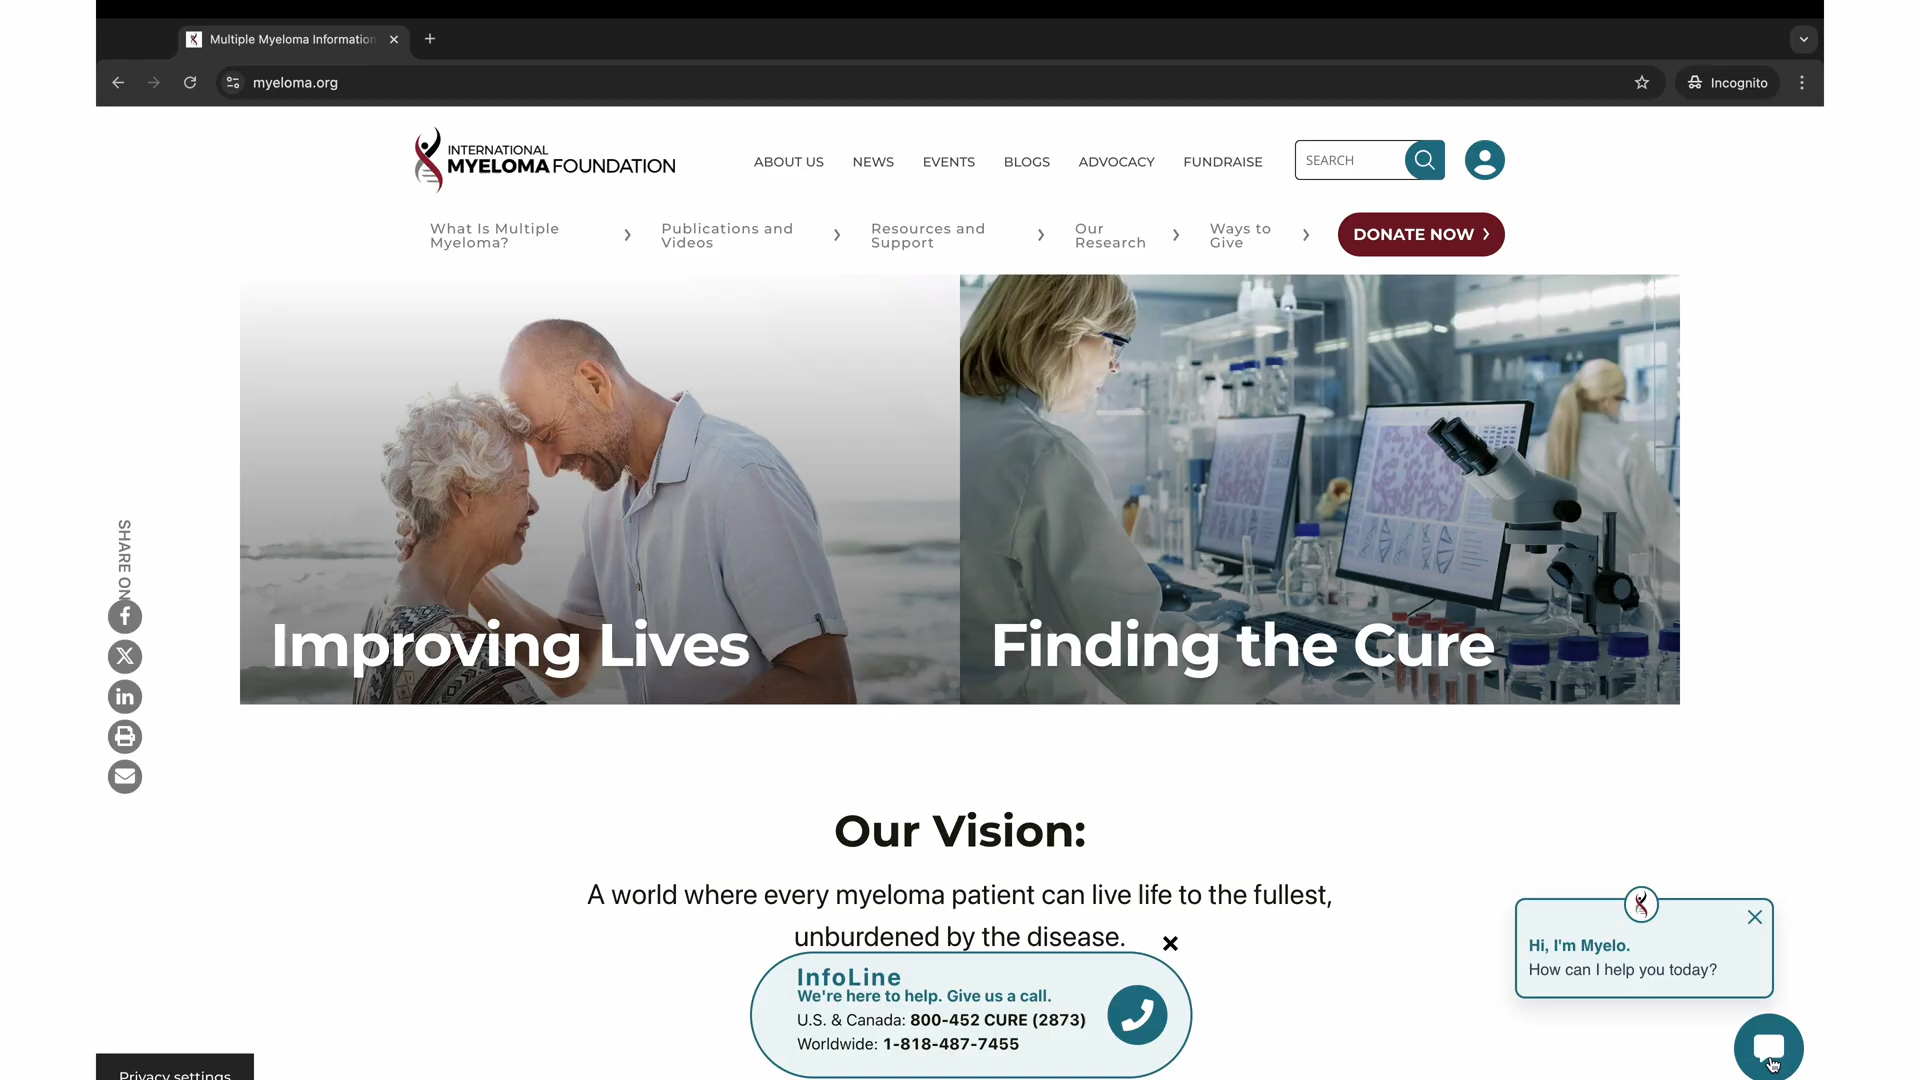 Multiple Myeloma Information
myeloma.org
Incognito
INTERNATIONAL
MYELOMA FOUNDATION
ABOUT US
NEWS
EVENTS
BLOGS
ADVOCACY
FUNDRAISE
SEARCH
What Is Multiple
Myeloma?
Publications and
Videos
Resources and
Support
Our
Research
Ways to
Give
DONATE NOW
Improving Lives
Finding the Cure
SHARE ON
Our Vision:
A world where every myeloma patient can live life to the fullest,
unburdened by the disease.
InfoLine
We're here to help. Give us a call.
U.S. & Canada: 800-452 CURE (2873)
Worldwide: 1-818-487-7455
Hi, I'm Myelo.
How can I help you today?
Privacy settings